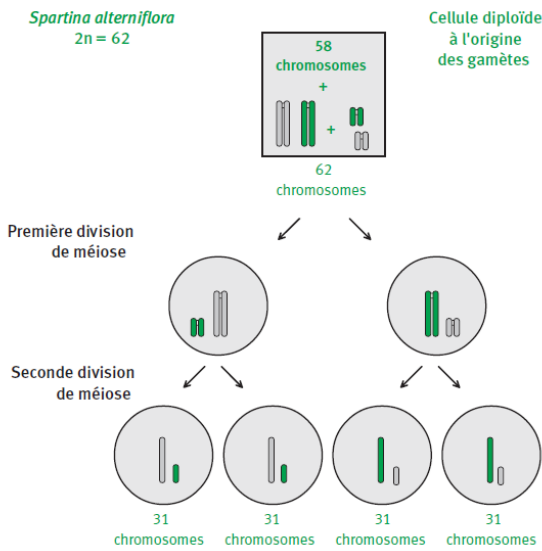 Spartina alterniflora
2n = 62
Cellule diploïde
à l'origine
des gamètes
58
chromosomes
+
+
62
chromosomes
Première division
de méiose
Seconde division
de méiose
31
chromosomes
31
chromosomes
31
chromosomes
31
chromosomes